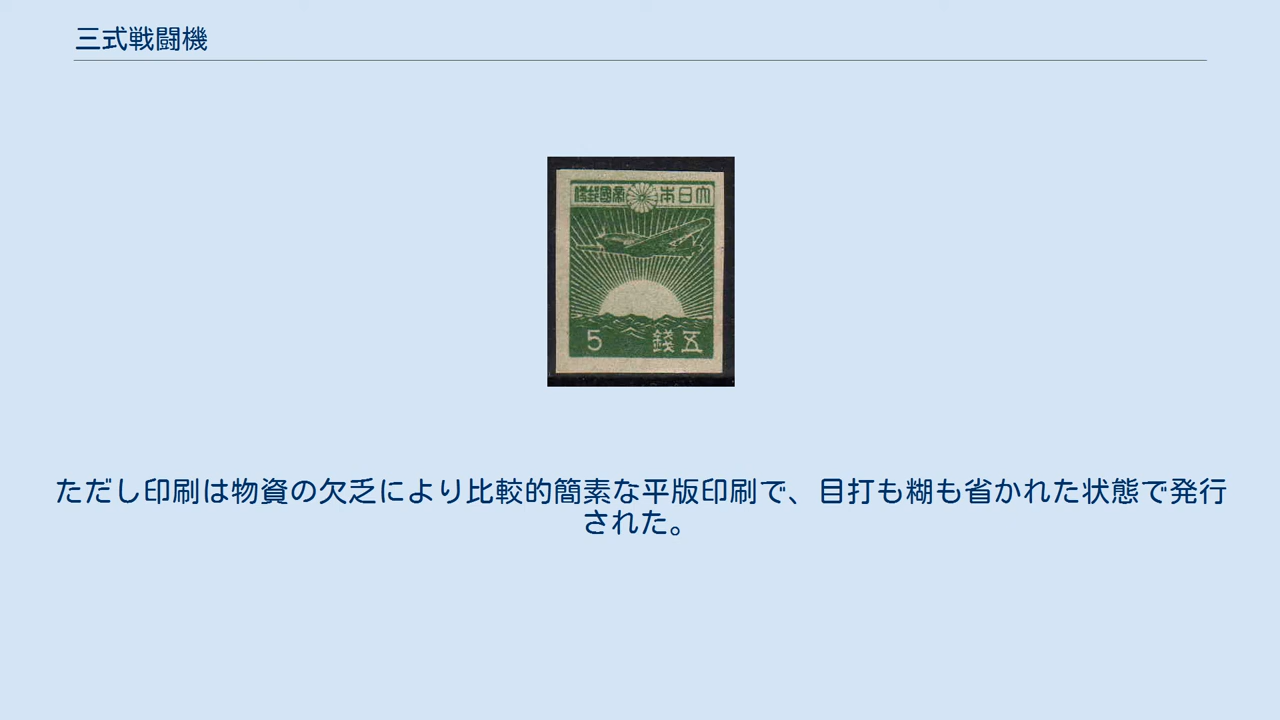 三式戦闘機
便郵國帝本日大
5 錢五
ただし印刷は物資の欠乏により比較的簡素な平版印刷で、目打も糊も省かれた状態で発行
された。